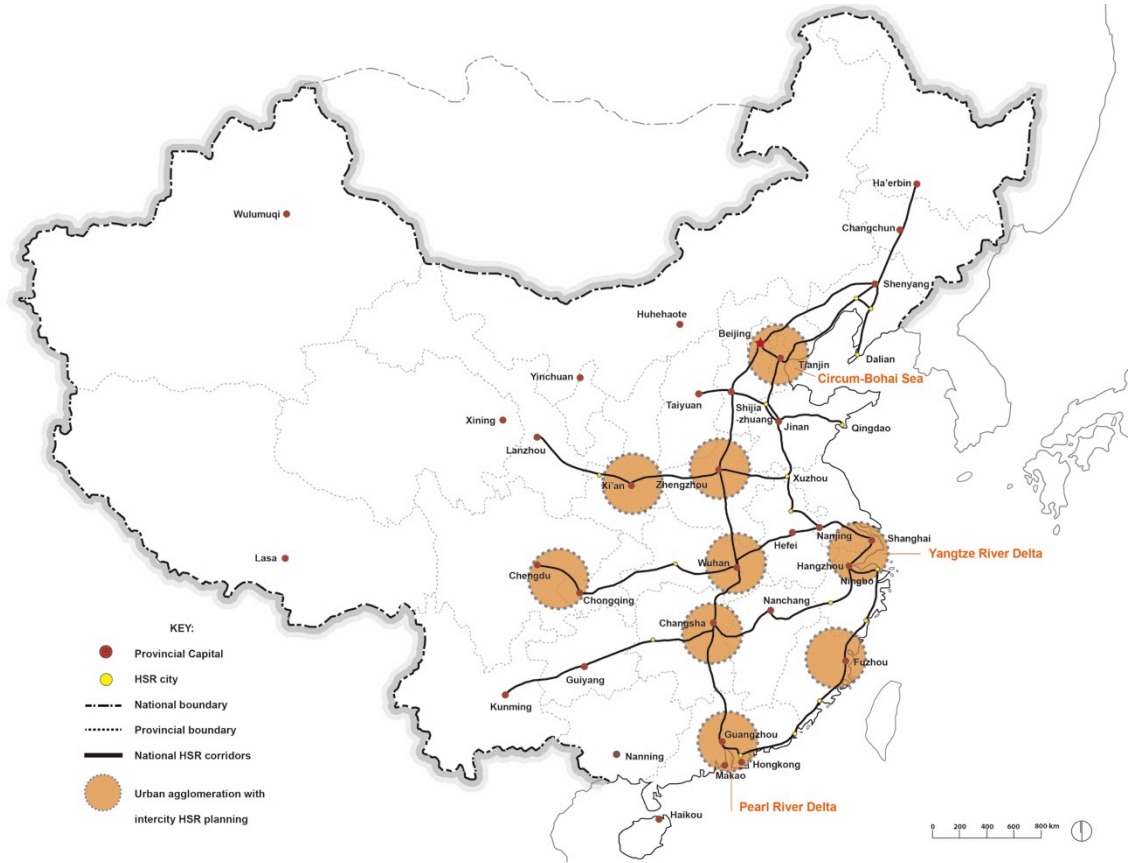 Ha'erbin
Wulumuqi
Changchun
Shenyang
Huhehaote
Beijing
Tianjin
Dalian
Circum-Bohai Sea
Yinchuan
Taiyuan
Shijia
-zhuang
Jinan
Qingdao
Xining
Lanzhou
Xi'an
Zhengzhou
Xuzhou
Nanjing
Shanghai
Hefei
Yangtze River Delta
Lasa
Wuhan
Hangzhou
Chengdu
Ningbo
Chongqing
Nanchang
Changsha
KEY:
Provincial Capital
HSR city
National boundary
Provincial boundary
National HSR corridors
Urban agglomeration with
intercity HSR planning
Fuzhou
Guiyang
Kunming
Guangzhou
Nanning
Hongkong
Makao
Pearl River Delta
Haikou
0 200 400 600 800 km